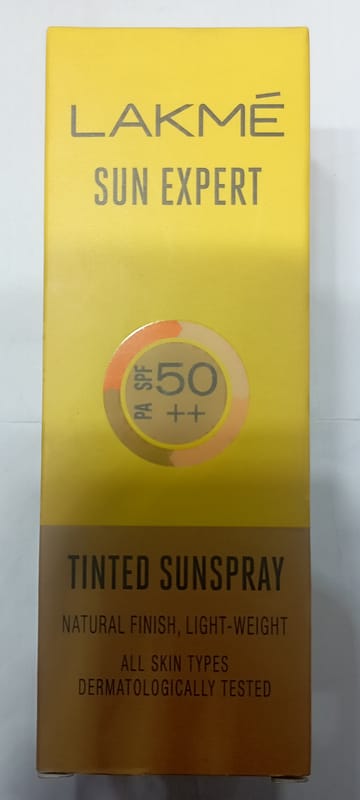 LAKMÉ
SUN EXPERT
SPF 50
PA ++
TINTED SUNSPRAY
NATURAL FINISH, LIGHT-WEIGHT
ALL SKIN TYPES
DERMATOLOGICALLY TESTED